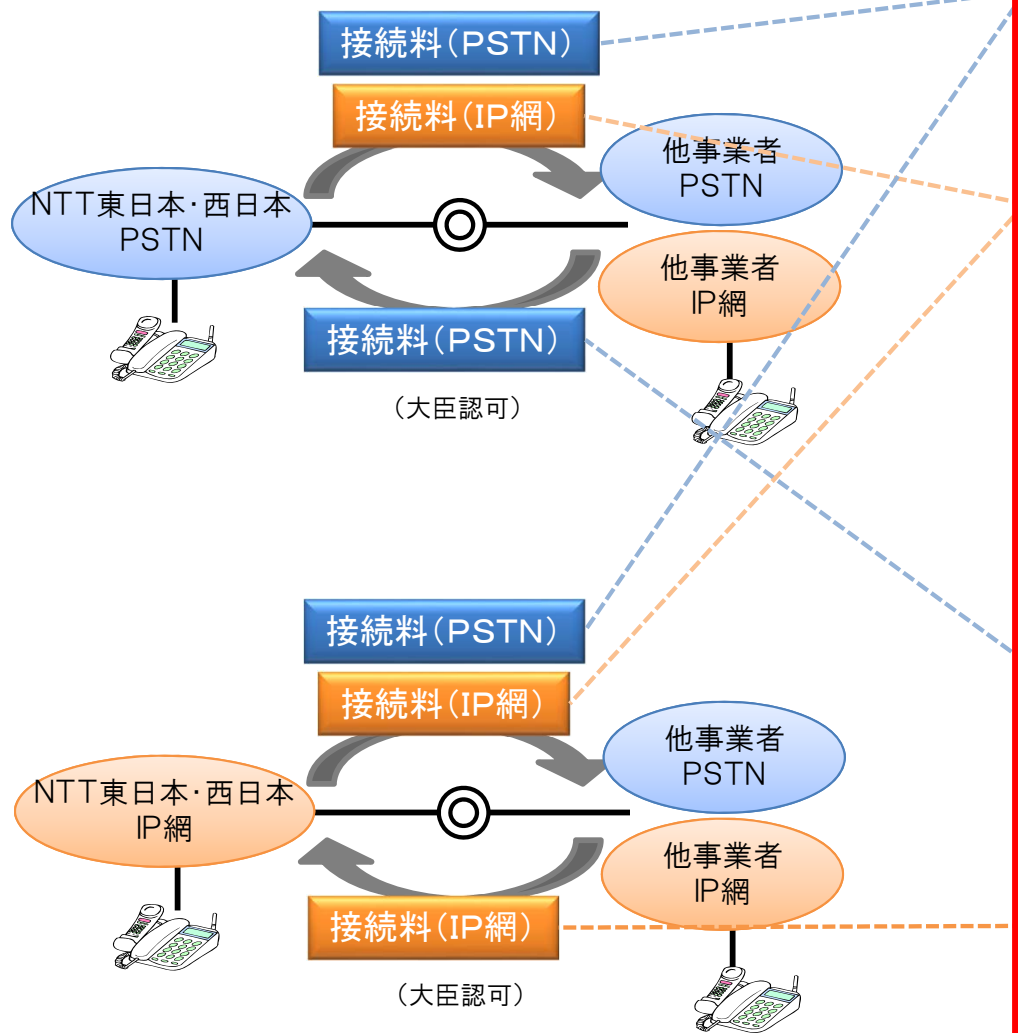 接続料(PSTN)
接続料(IP網)
他事業者
PSTN
NTT東日本・西日本
PSTN
他事業者
IP網
接続料(PSTN)
(大臣認可)
接続料(PSTN)
接続料(IP網)
他事業者
PSTN
NTT東日本・西日本
IP網
他事業者
IP網
接続料(IP網)
(大臣認可)